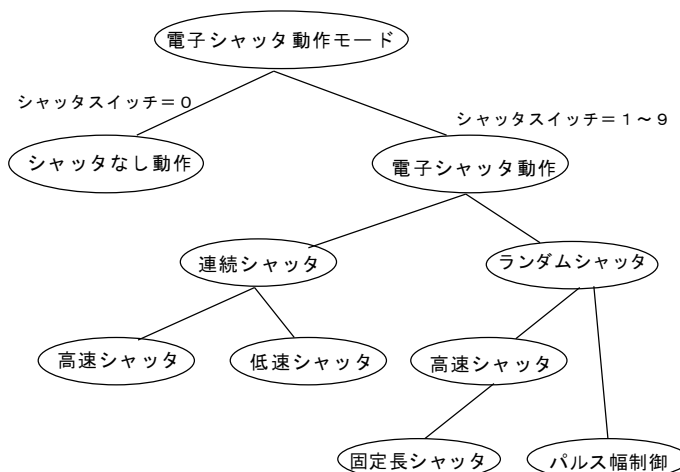 電子シャッタ動作モード
シャッタスイッチ＝０
シャッタスイッチ＝１～９
シャッタなし動作
電子シャッタ動作
連続シャッタ
ランダムシャッタ
高速シャッタ
低速シャッタ
高速シャッタ
固定長シャッタ
パルス幅制御